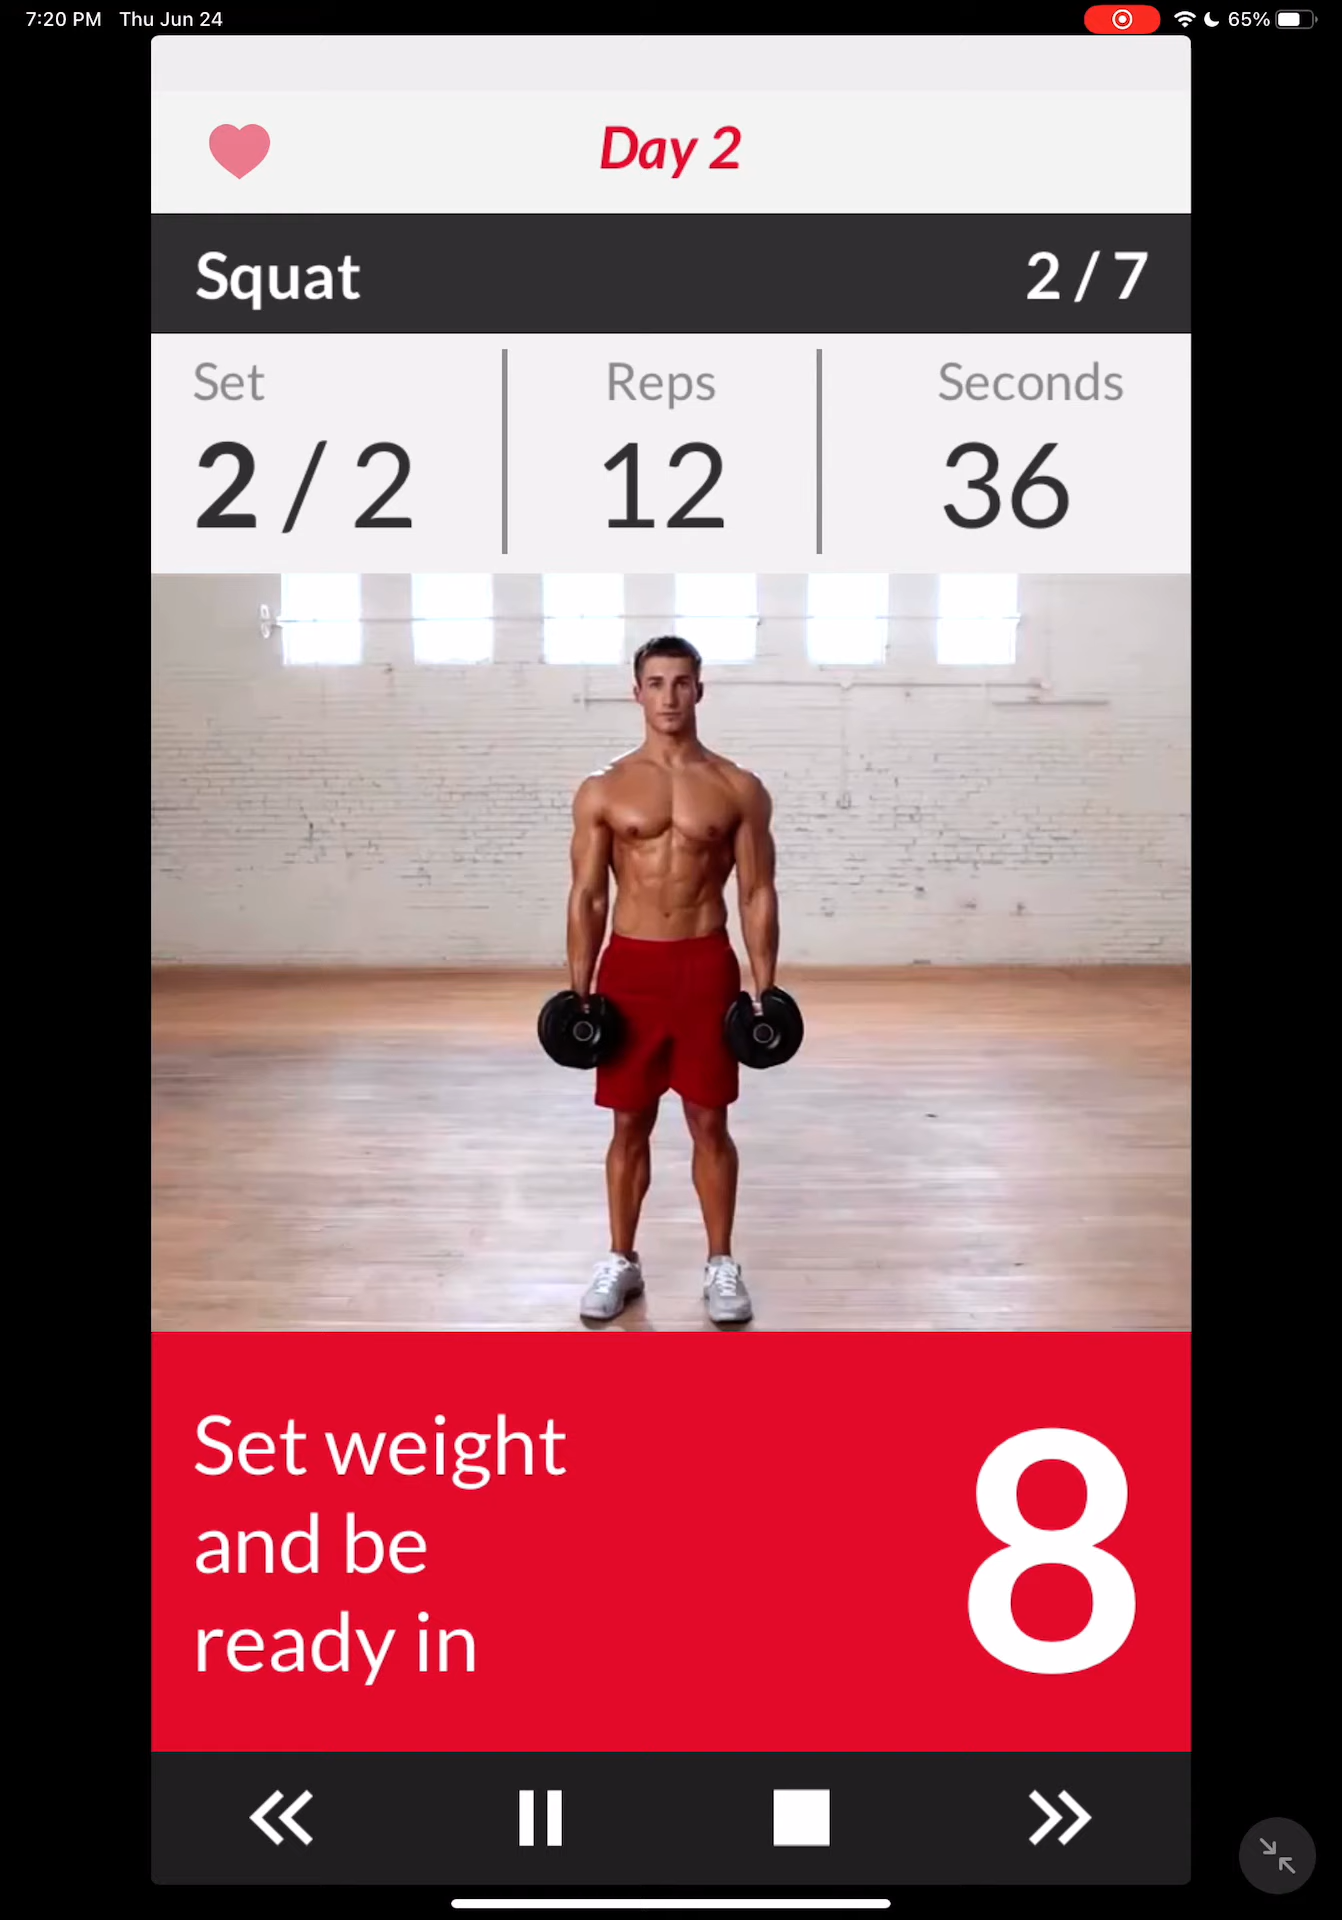 7:20 PM Thu Jun 24
65%
Day 2
Squat 2 / 7
Set Reps Seconds
2 / 2 12 36
Set weight
and be
ready in
8